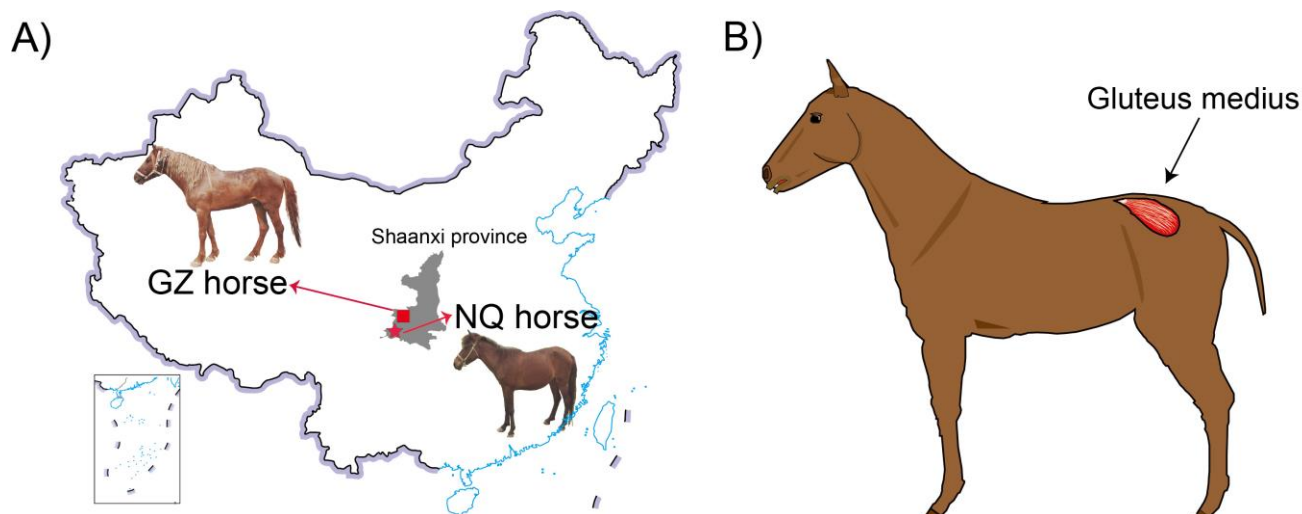 A)
Shaanxi province
GZ horse
NQ horse
B)
Gluteus medius